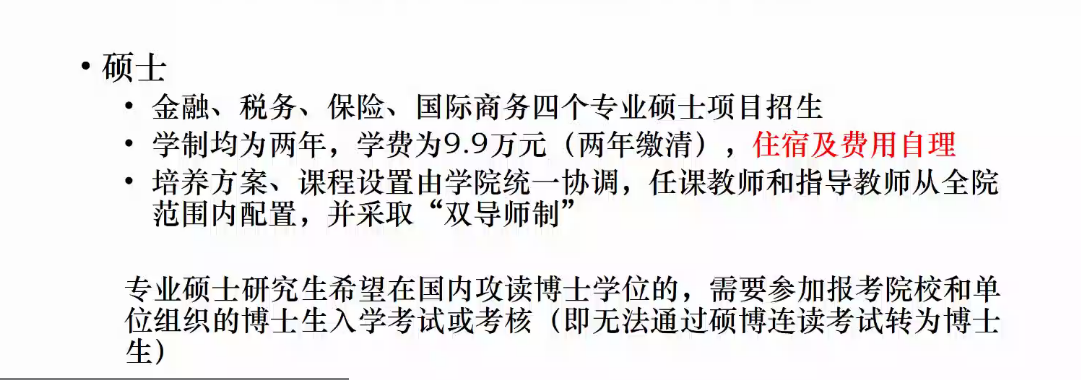 • 硕士
• 金融、税务、保险、国际商务四个专业硕士项目招生
• 学制均为两年，学费为9.9万元（两年缴清），住宿及费用自理
• 培养方案、课程设置由学院统一协调，任课教师和指导教师从全院
范围内配置，并采取“双导师制”
专业硕士研究生希望在国内攻读博士学位的，需要参加报考院校和单
位组织的博士生入学考试或考核（即无法通过硕博连读考试转为博士
生）